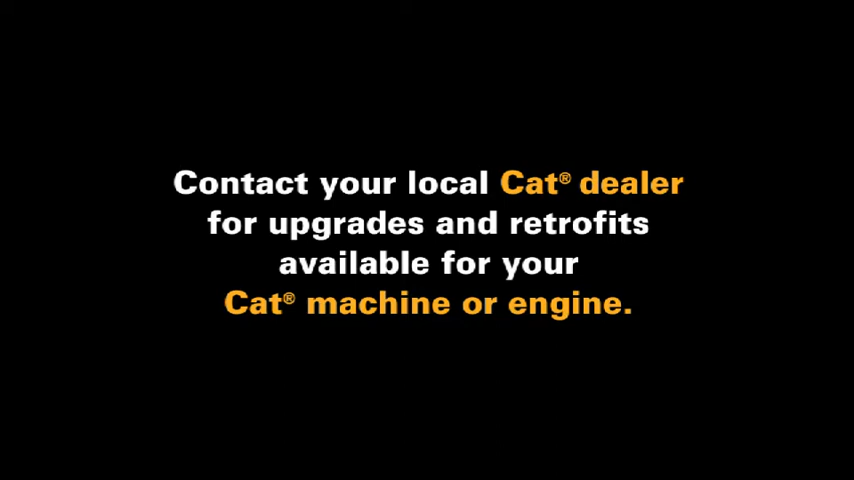 Contact your local Cat® dealer
for upgrades and retrofits
available for your
Cat® machine or engine.